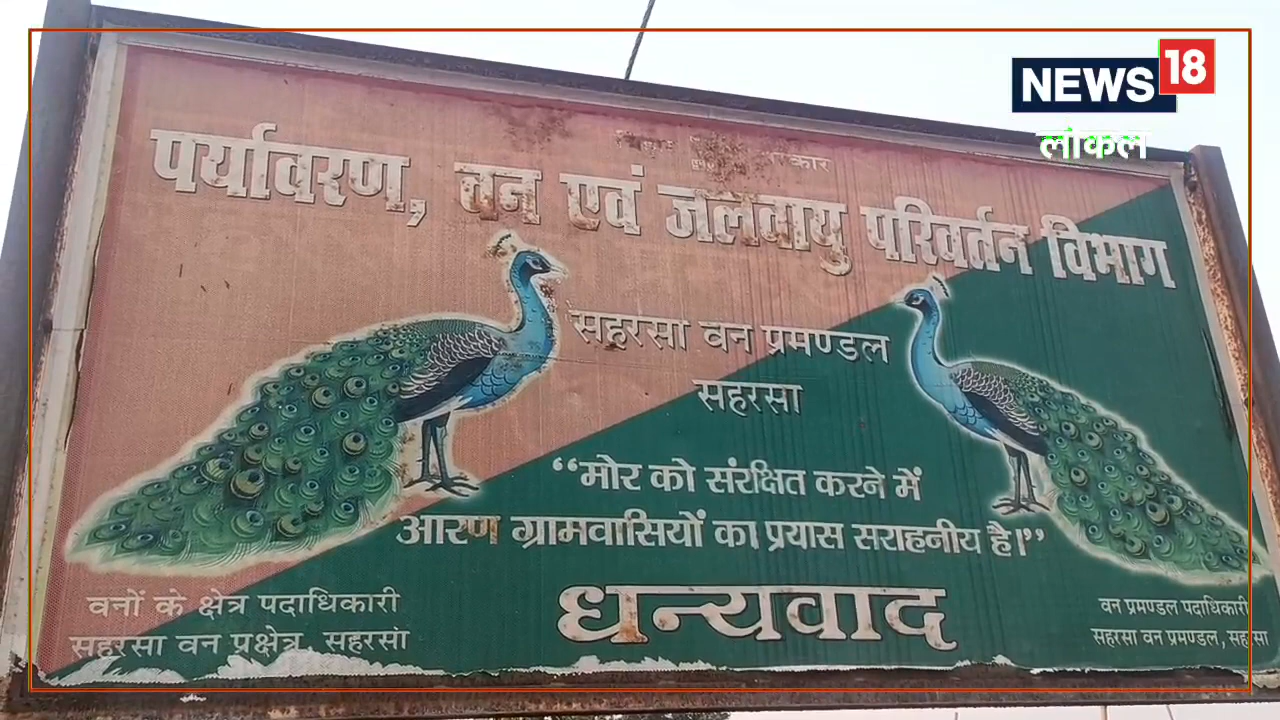 NEWS 18
लोकल
पर्यावरण, वन एवं जलवायु परिवर्तन विभाग
सहरसा वन प्रमण्डल
सहरसा
“मोर को संरक्षित करने में
आरण ग्रामवासियों का प्रयास सराहनीय है।”
धन्यवाद
वनों के क्षेत्र पदाधिकारी
सहरसा वन प्रक्षेत्र, सहरसा
वन प्रमण्डल पदाधिकारी
सहरसा वन प्रमण्डल, सहरसा